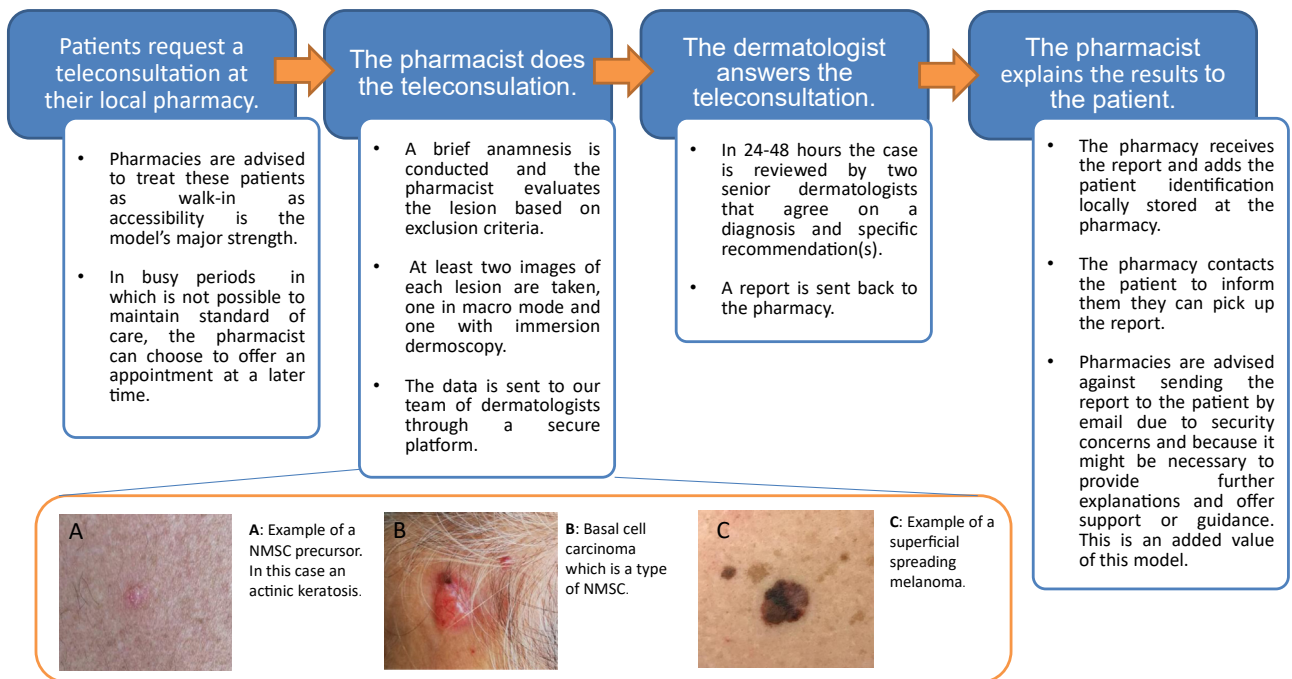 Patients request a
teleconsultation at
their local pharmacy.
The pharmacist does
the teleconsulation.
The dermatologist
answers the
teleconsultation.
The pharmacist
explains the results to
the patient.
• Pharmacies are advised
to treat these patients
as walk-in as
accessibility is the
model's major strength.
• In busy periods in
which is not possible to
maintain standard of
care, the pharmacist
can choose to offer an
appointment at a later
time.
• A brief anamnesis is
conducted and the
pharmacist evaluates
the lesion based on
exclusion criteria.
• At least two images of
each lesion are taken,
one in macro mode and
one with immersion
dermoscopy.
• The data is sent to our
team of dermatologists
through a secure
platform.
• In 24-48 hours the case
is reviewed by two
senior dermatologists
that agree on a
diagnosis and specific
recommendation(s).
• A report is sent back to
the pharmacy.
• The pharmacy receives
the report and adds the
patient identification
locally stored at the
pharmacy.
• The pharmacy contacts
the patient to inform
them they can pick up
the report.
• Pharmacies are advised
against sending the
report to the patient by
email due to security
concerns and because it
might be necessary to
provide further
explanations and offer
support or guidance.
This is an added value
of this model.
A
A: Example of a
NMSC precursor.
In this case an
actinic keratosis.
B
B: Basal cell
carcinoma
which is a type
of NMSC.
C
C: Example of a
superficial
spreading
melanoma.